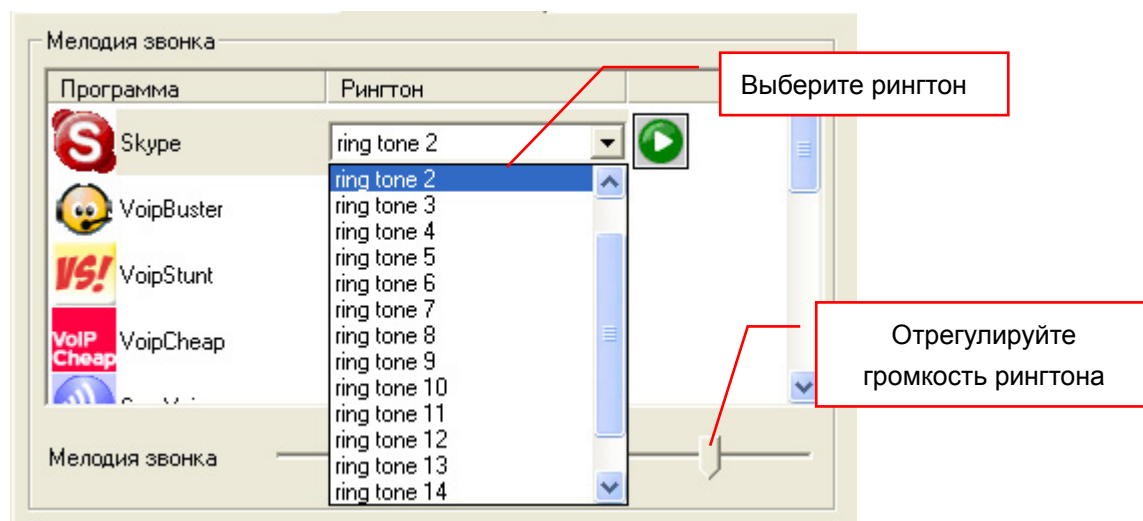 Мелодия звонка
Программа Рингтон
Выберите рингтон
S
Skype
ring tone 2
ring tone 2
ring tone 3
VoipBuster
ring tone 4
ring tone 5
VS!
VoipStunt
ring tone 6
ring tone 7
ring tone 8
VoIP
Cheap
VoipCheap
ring tone 9
ring tone 10
ring tone 11
ring tone 12
ring tone 13
ring tone 14
Отрегулируйте
громкость рингтона
Мелодия звонка